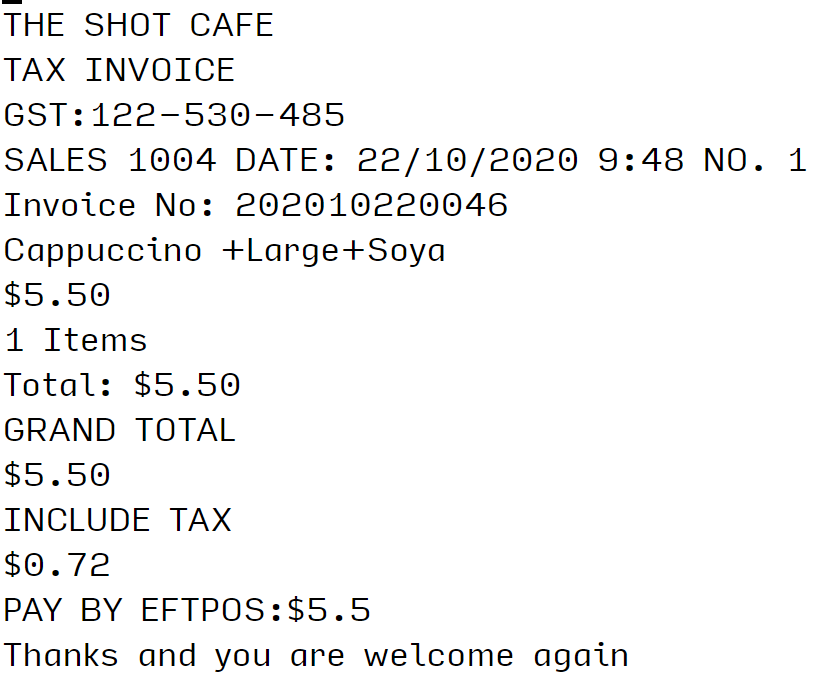 THE SHOT CAFE
TAX INVOICE
GST:122-530-485
SALES 1004 DATE: 22/10/2020 9:48 NO. 1
Invoice No: 202010220046
Cappuccino +Large+Soya
$5.50
1 Items
Total: $5.50
GRAND TOTAL
$5.50
INCLUDE TAX
$0.72
PAY BY EFTPOS:$5.5
Thanks and you are welcome again